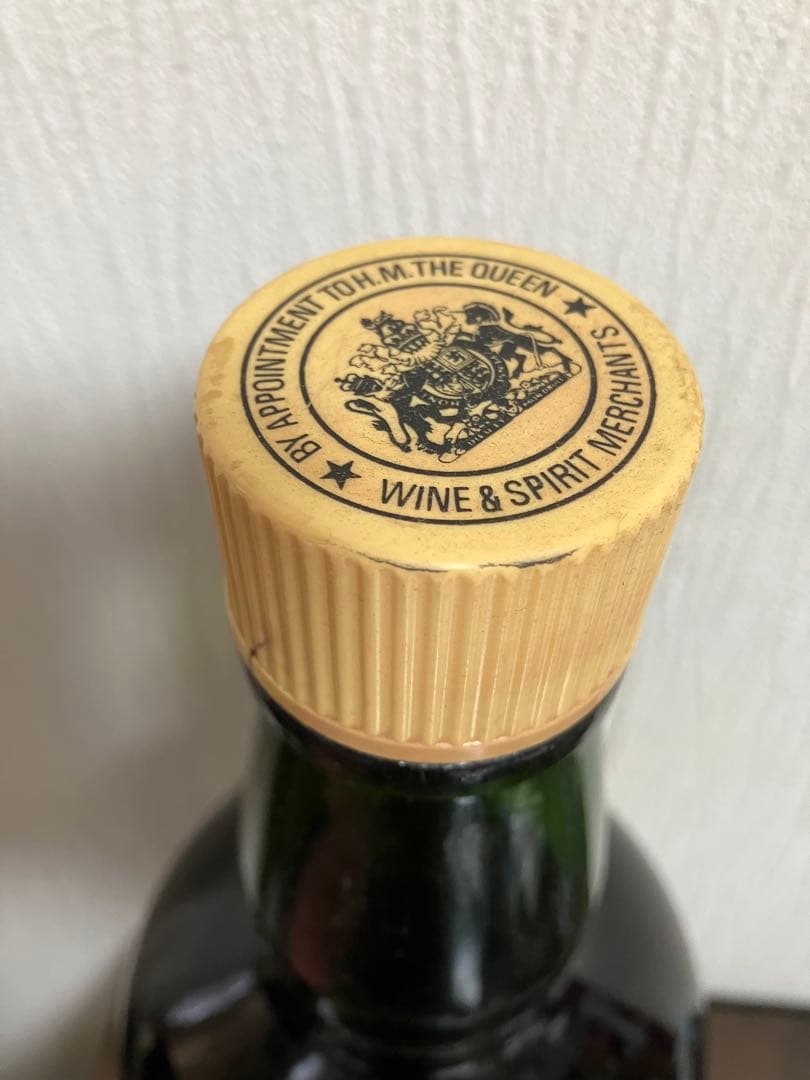 BY APPOINTMENT TO H.M. THE QUEEN
★ WINE & SPIRIT MERCHANTS ★